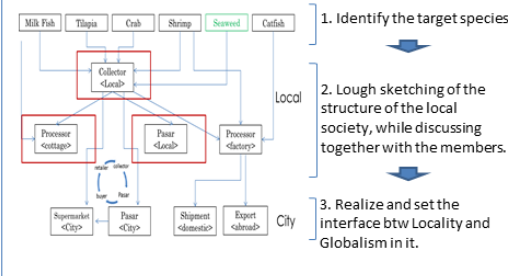 Milk Fish
Tilapia
Crab
Shrimp
Seaweed
Catfish
Collector
<Local>
Local
Processor
<cottage>
Pasar
<Local>
Processor
<factory>
retailer
collector
buyer
Pasar
Supermarket
<City>
Pasar
<City>
Shipment
<domestic>
Export
<abroad>
City
1. Identify the target species
2. Lough sketching of the
structure of the local
society, while discussing
together with the members.
3. Realize and set the
interface btw Locality and
Globalism in it.